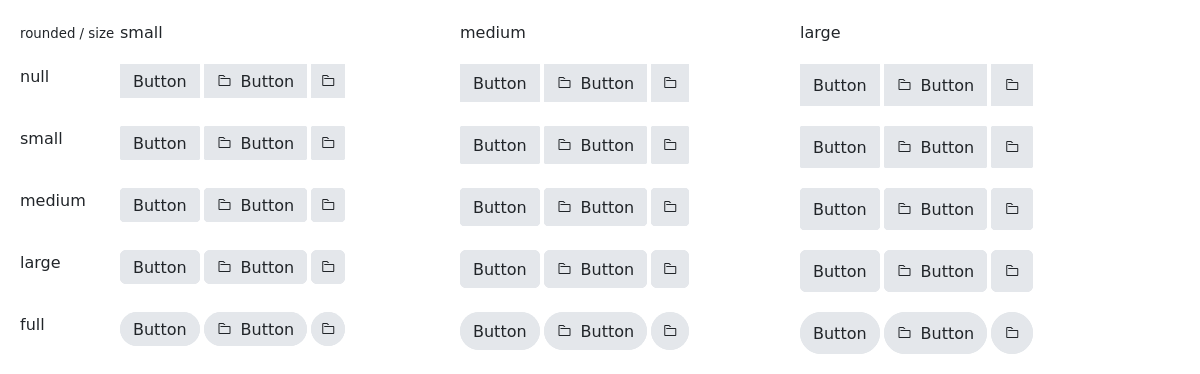 rounded / size small medium large
null Button Button Button Button Button Button
small Button Button Button Button Button Button
medium Button Button Button Button Button Button
large Button Button Button Button Button Button
full Button Button Button Button Button Button